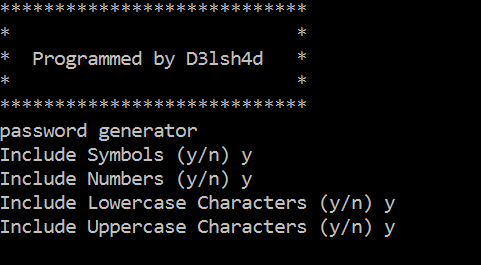 ****************************
*                          *
*  Programmed by D3lsh4d   *
*                          *
****************************
password generator
Include Symbols (y/n) y
Include Numbers (y/n) y
Include Lowercase Characters (y/n) y
Include Uppercase Characters (y/n) y